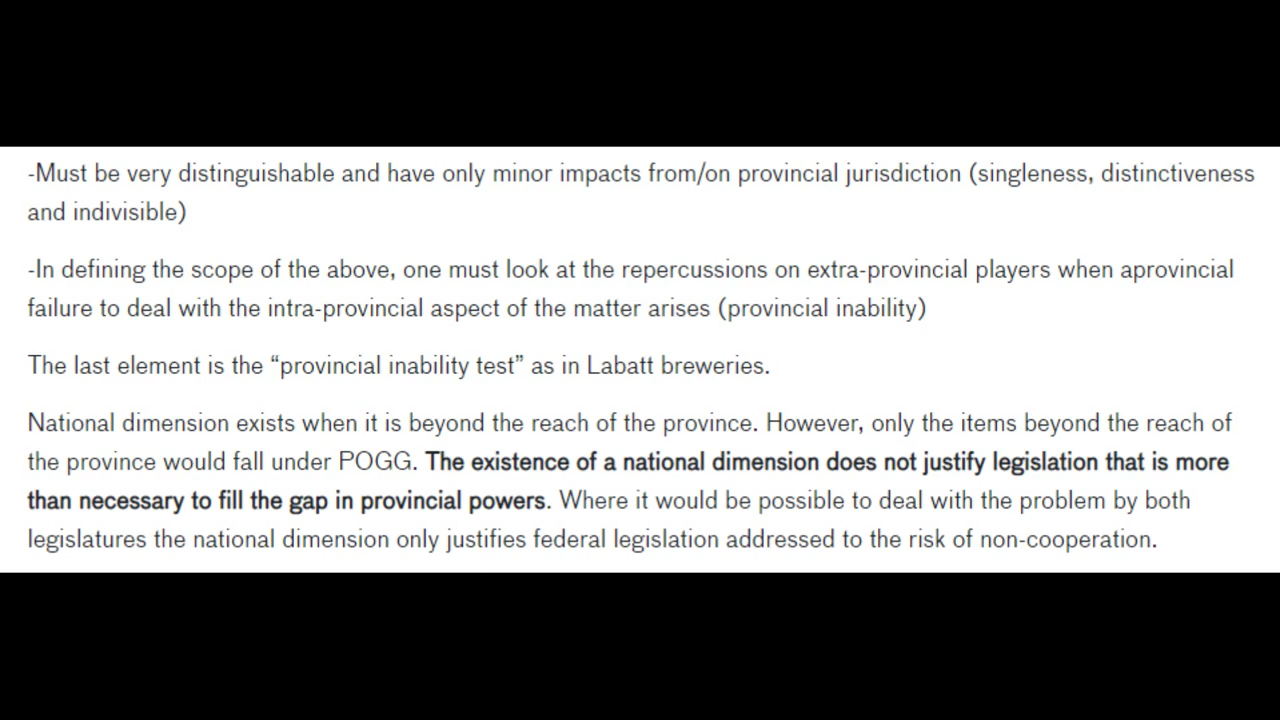 -Must be very distinguishable and have only minor impacts from/on provincial jurisdiction (singleness, distinctiveness
and indivisible)
-In defining the scope of the above, one must look at the repercussions on extra-provincial players when aprovincial
failure to deal with the intra-provincial aspect of the matter arises (provincial inability)
The last element is the “provincial inability test” as in Labatt breweries.
National dimension exists when it is beyond the reach of the province. However, only the items beyond the reach of
the province would fall under POGG. The existence of a national dimension does not justify legislation that is more
than necessary to fill the gap in provincial powers. Where it would be possible to deal with the problem by both
legislatures the national dimension only justifies federal legislation addressed to the risk of non-cooperation.